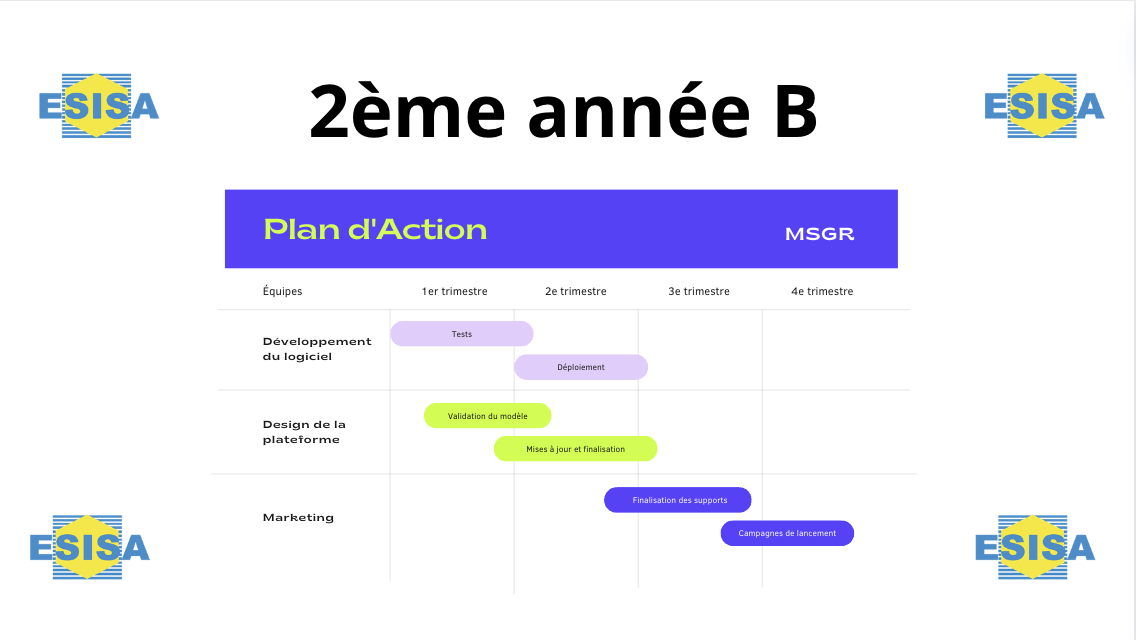 ESISA
2ème année B
ESISA
Plan d'Action
MSGR
Équipes
1er trimestre
2e trimestre
3e trimestre
4e trimestre
Développement
du logiciel
Tests
Déploiement
Design de la
plateforme
Validation du modèle
Mises à jour et finalisation
Marketing
Finalisation des supports
Campagnes de lancement
ESISA
ESISA